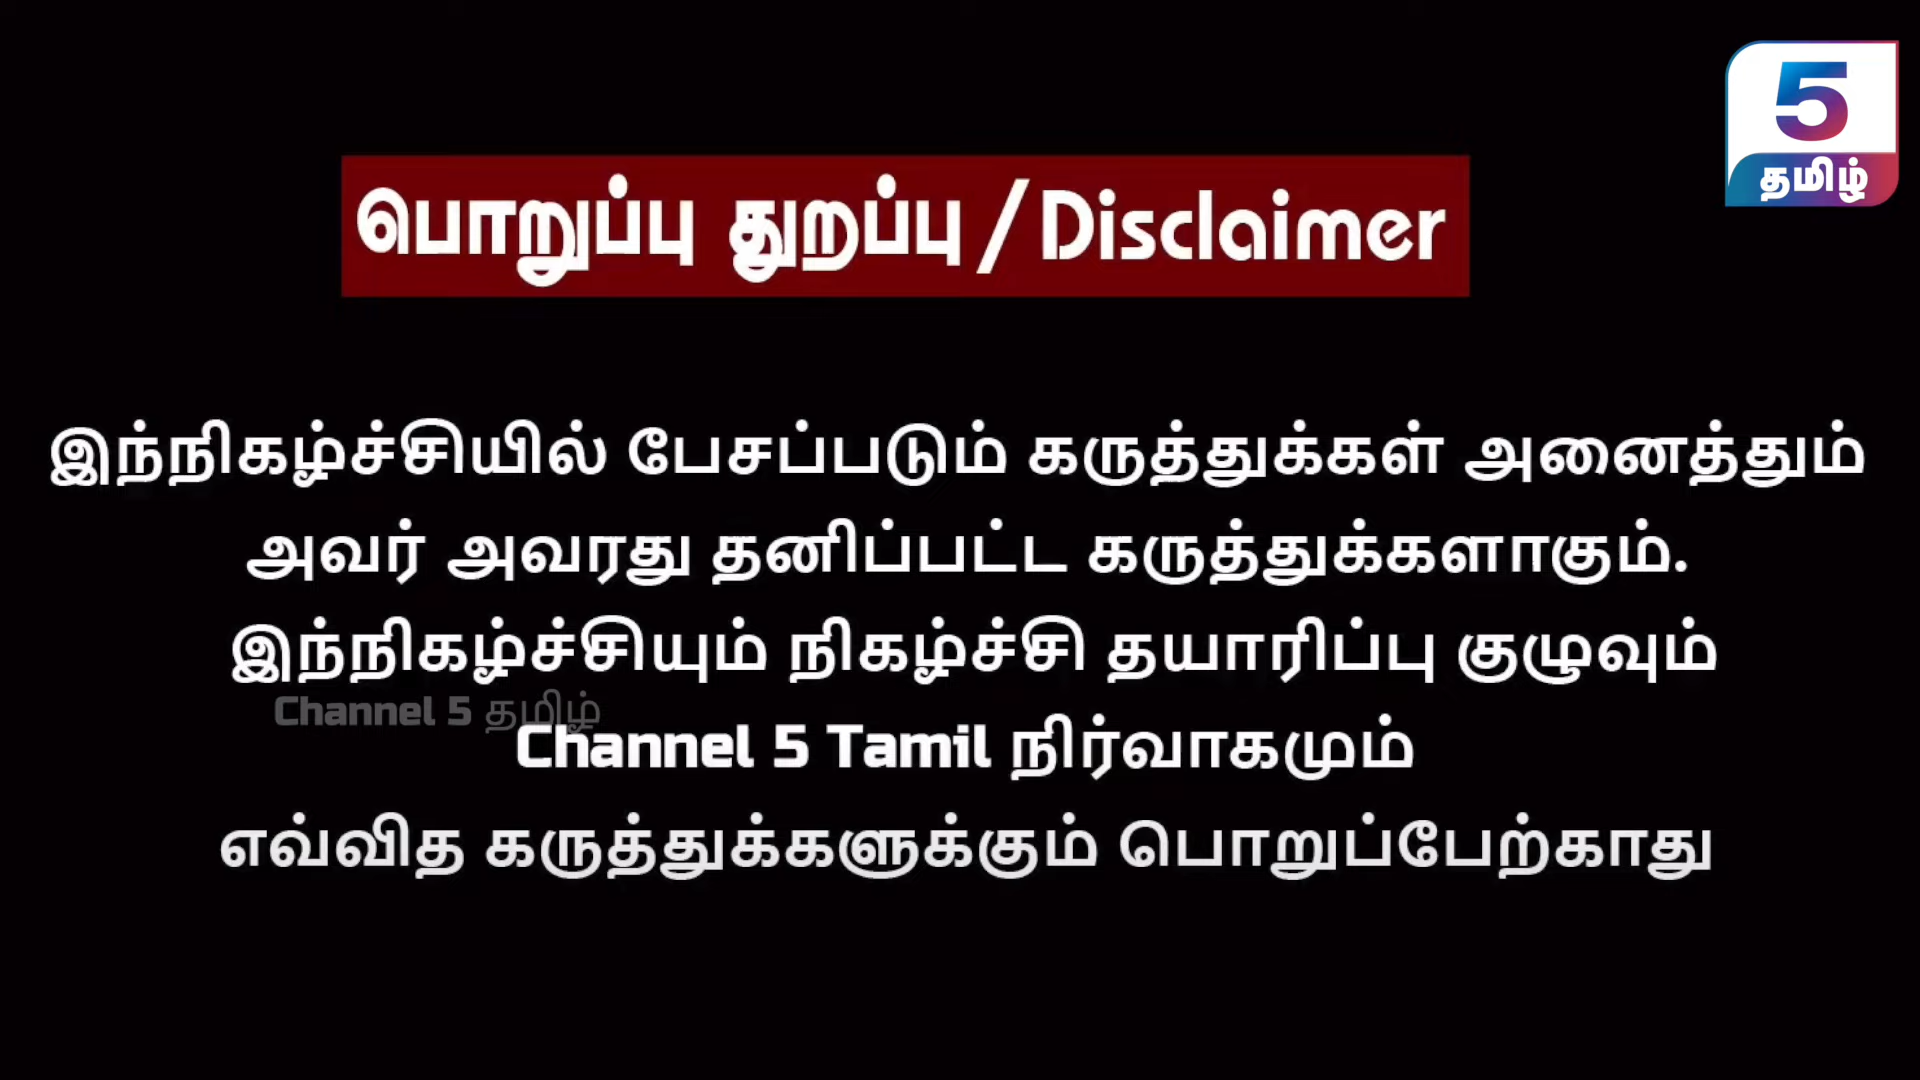 5
தமிழ்
பொறுப்பு துறப்பு/Disclaimer
இந்நிகழ்ச்சியில் பேசப்படும் கருத்துக்கள் அனைத்தும்
அவர் அவரது தனிப்பட்ட கருத்துக்களாகும்.
இந்நிகழ்ச்சியும் நிகழ்ச்சி தயாரிப்பு குழுவும்
Channel 5 தமிழ்
Channel 5 Tamil நிர்வாகமும்
எவ்வித கருத்துக்களுக்கும் பொறுப்பேற்காது